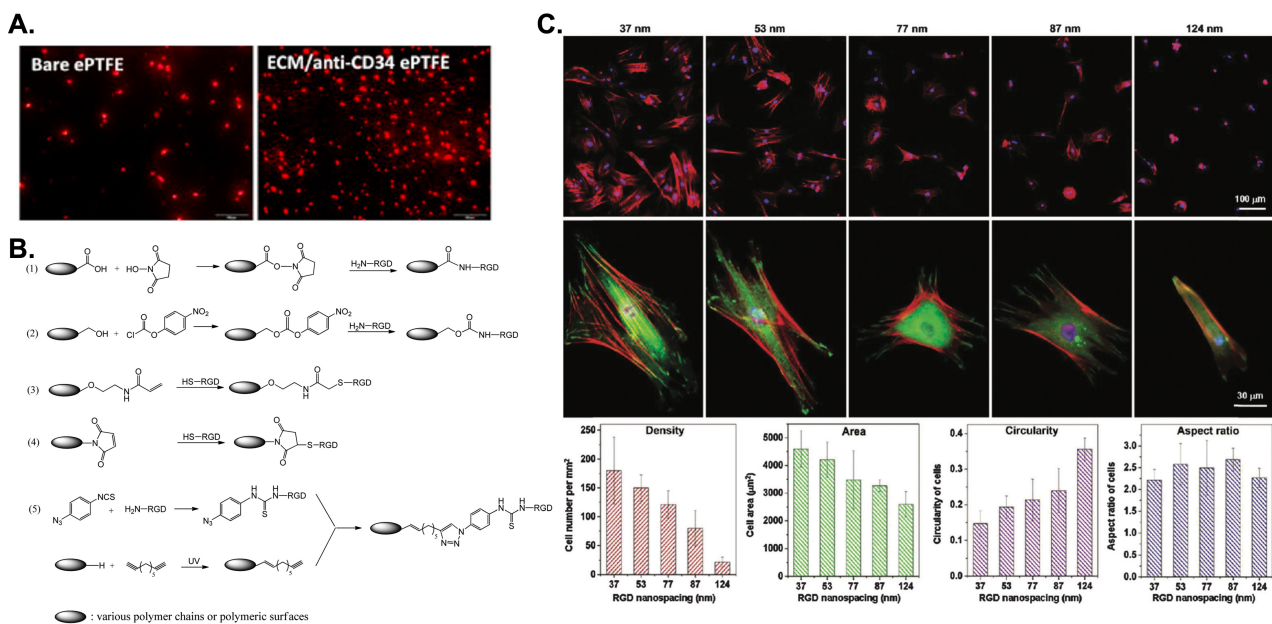 A.
Bare ePTFE
ECM/anti-CD34 ePTFE
B.
(1)
O
OH
+
HO-N
O
O
O
O
N
O
O
H₂N-RGD
O
NH-RGD
(2)
OH
+
Cl
O
O
NO₂
O
O
O
NO₂
H₂N-RGD
O
O
NH-RGD
(3)
O
N
H
O
HS-RGD
O
N
H
O
S-RGD
(4)
N
O
O
HS-RGD
N
O
O
S-RGD
(5)
N₃
NCS
+
H₂N-RGD
N₃
H
N
H
N-RGD
S
5
N
N=N
H
N
H
N-RGD
S
H
+
5
UV
5
: various polymer chains or polymeric surfaces
C.
37 nm
53 nm
77 nm
87 nm
124 nm
100 µm
30 µm
Density
Cell number per mm²
250
200
150
100
50
0
37
53
77
87
124
RGD nanospacing (nm)
Area
Cell area (µm²)
5000
4000
3000
2000
1000
0
37
53
77
87
124
RGD nanospacing (nm)
Circularity
Circularity of cells
0.4
0.3
0.2
0.1
0.0
37
53
77
87
124
RGD nanospacing (nm)
Aspect ratio
Aspect ratio of cells
3.0
2.5
2.0
1.5
1.0
0.5
0.0
37
53
77
87
124
RGD nanospacing (nm)